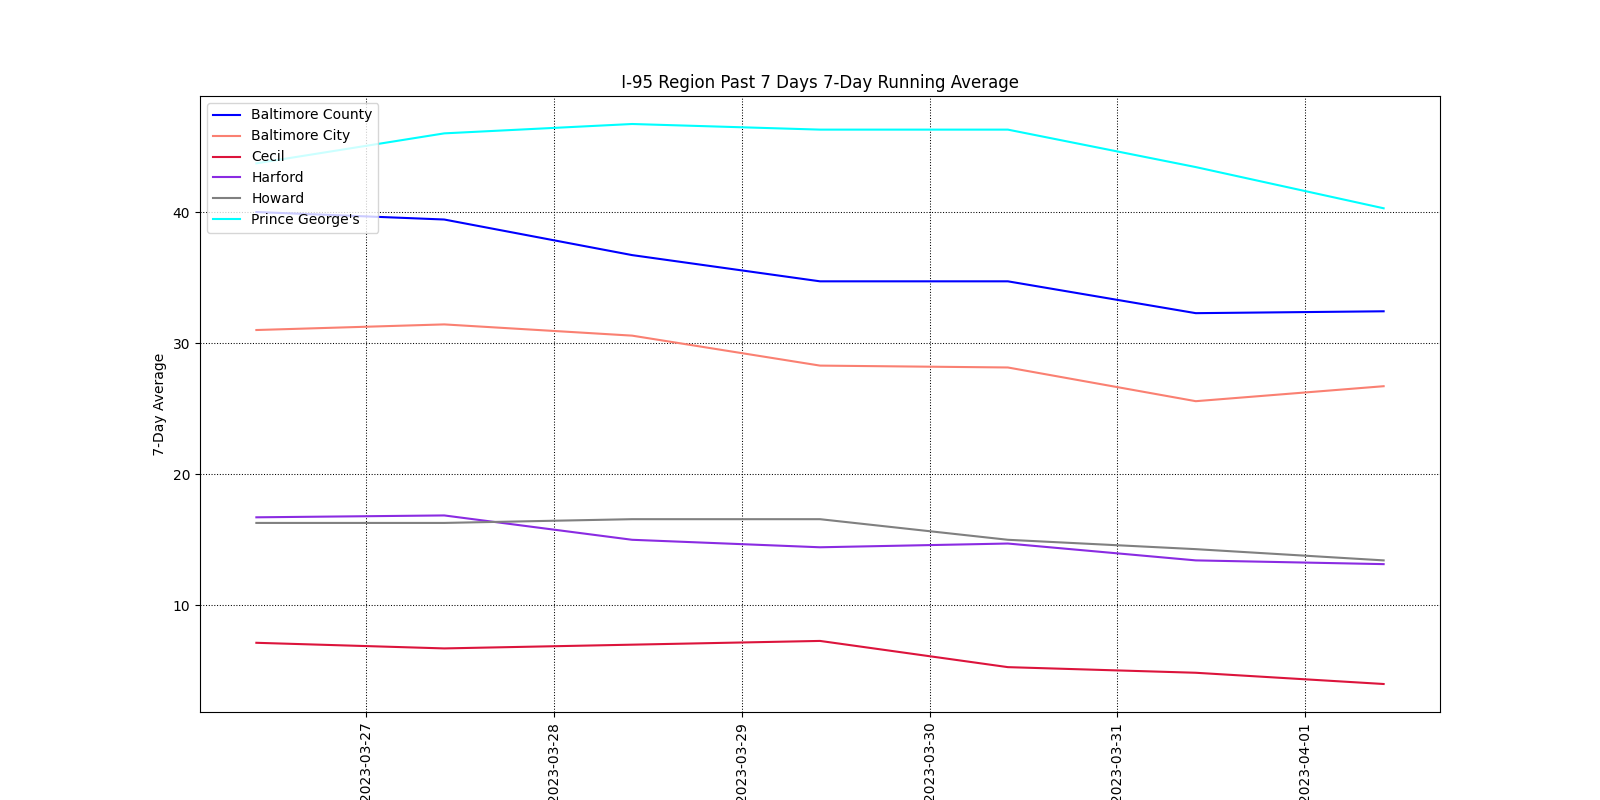 I-95 Region Past 7 Days 7-Day Running Average
Baltimore County
Baltimore City
Cecil
Harford
Howard
Prince George's
7-Day Average
40
30
20
10
2023-03-27
2023-03-28
2023-03-29
2023-03-30
2023-03-31
2023-04-01